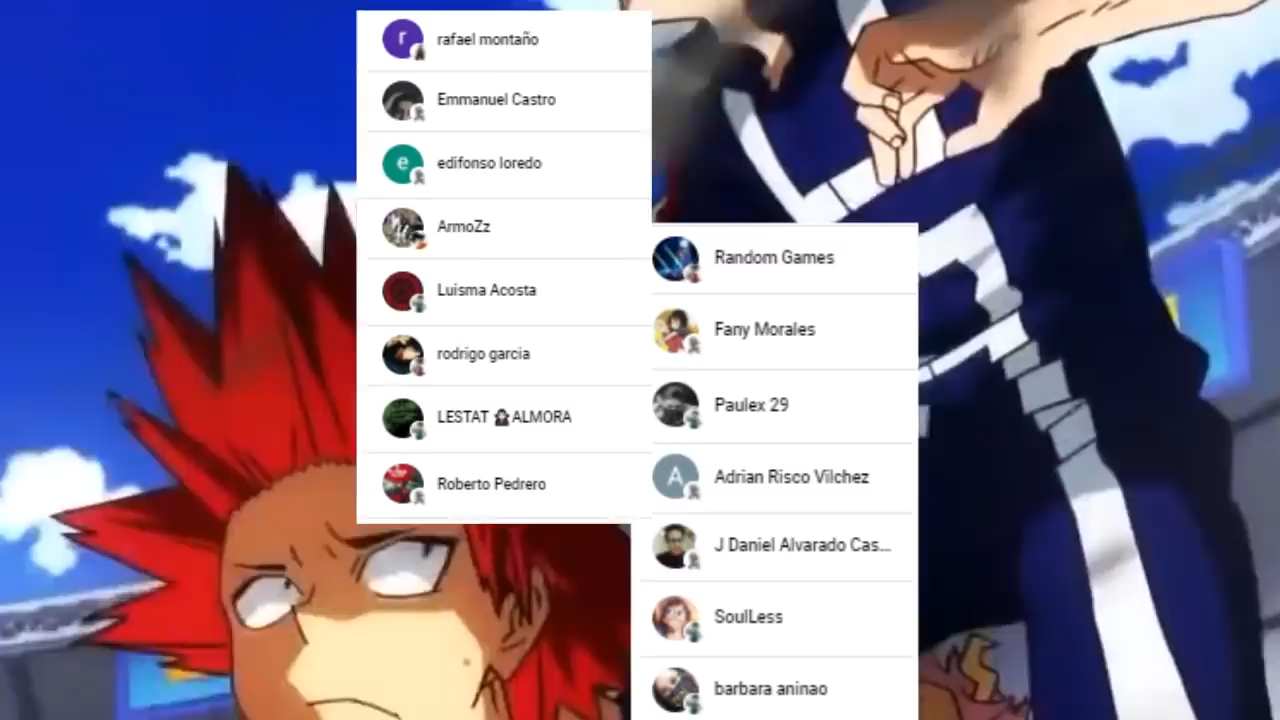 r
rafael montaño
Emmanuel Castro
e
edifonso loredo
ArmoZz
Luisma Acosta
rodrigo garcia
LESTAT 🧛🏻‍♂️ALMORA
Roberto Pedrero
Random Games
Fany Morales
Paulex 29
A
Adrian Risco Vilchez
J Daniel Alvarado Cas...
SoulLess
barbara aninao